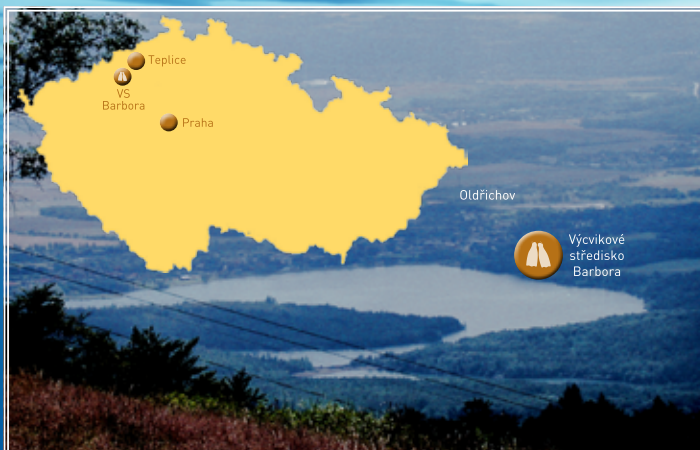 Teplice
VS
Barbora
Praha
Oldřichov
Výcvikové
středisko
Barbora